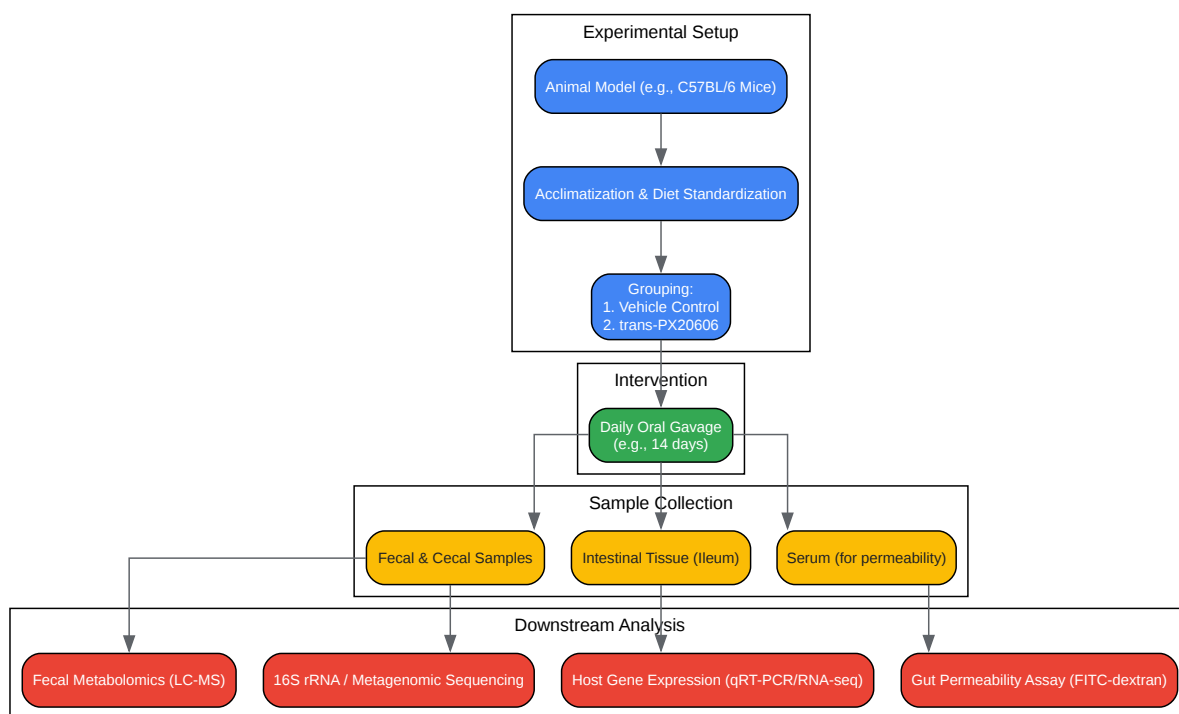 Experimental Setup
Animal Model (e.g., C57BL/6 Mice)
Acclimatization & Diet Standardization
Grouping:
1. Vehicle Control
2. trans-PX20606
Intervention
Daily Oral Gavage
(e.g., 14 days)
Sample Collection
Fecal & Cecal Samples
Intestinal Tissue (Ileum)
Serum (for permeability)
Downstream Analysis
Fecal Metabolomics (LC-MS)
16S rRNA / Metagenomic Sequencing
Host Gene Expression (qRT-PCR/RNA-seq)
Gut Permeability Assay (FITC-dextran)